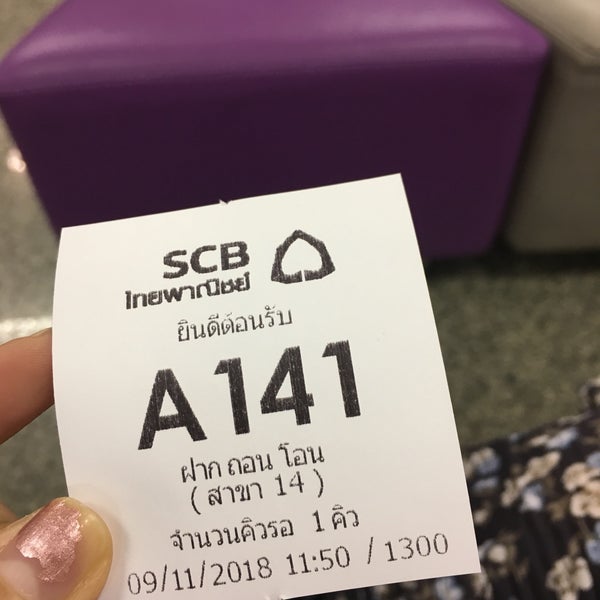 SCB
ไทยพาณิชย์
ยินดีต้อนรับ
A141
ฝาก ถอน โอน
( สาขา 14 )
จำนวนคิวรอ 1 คิว
09/11/2018 11:50 / 1300